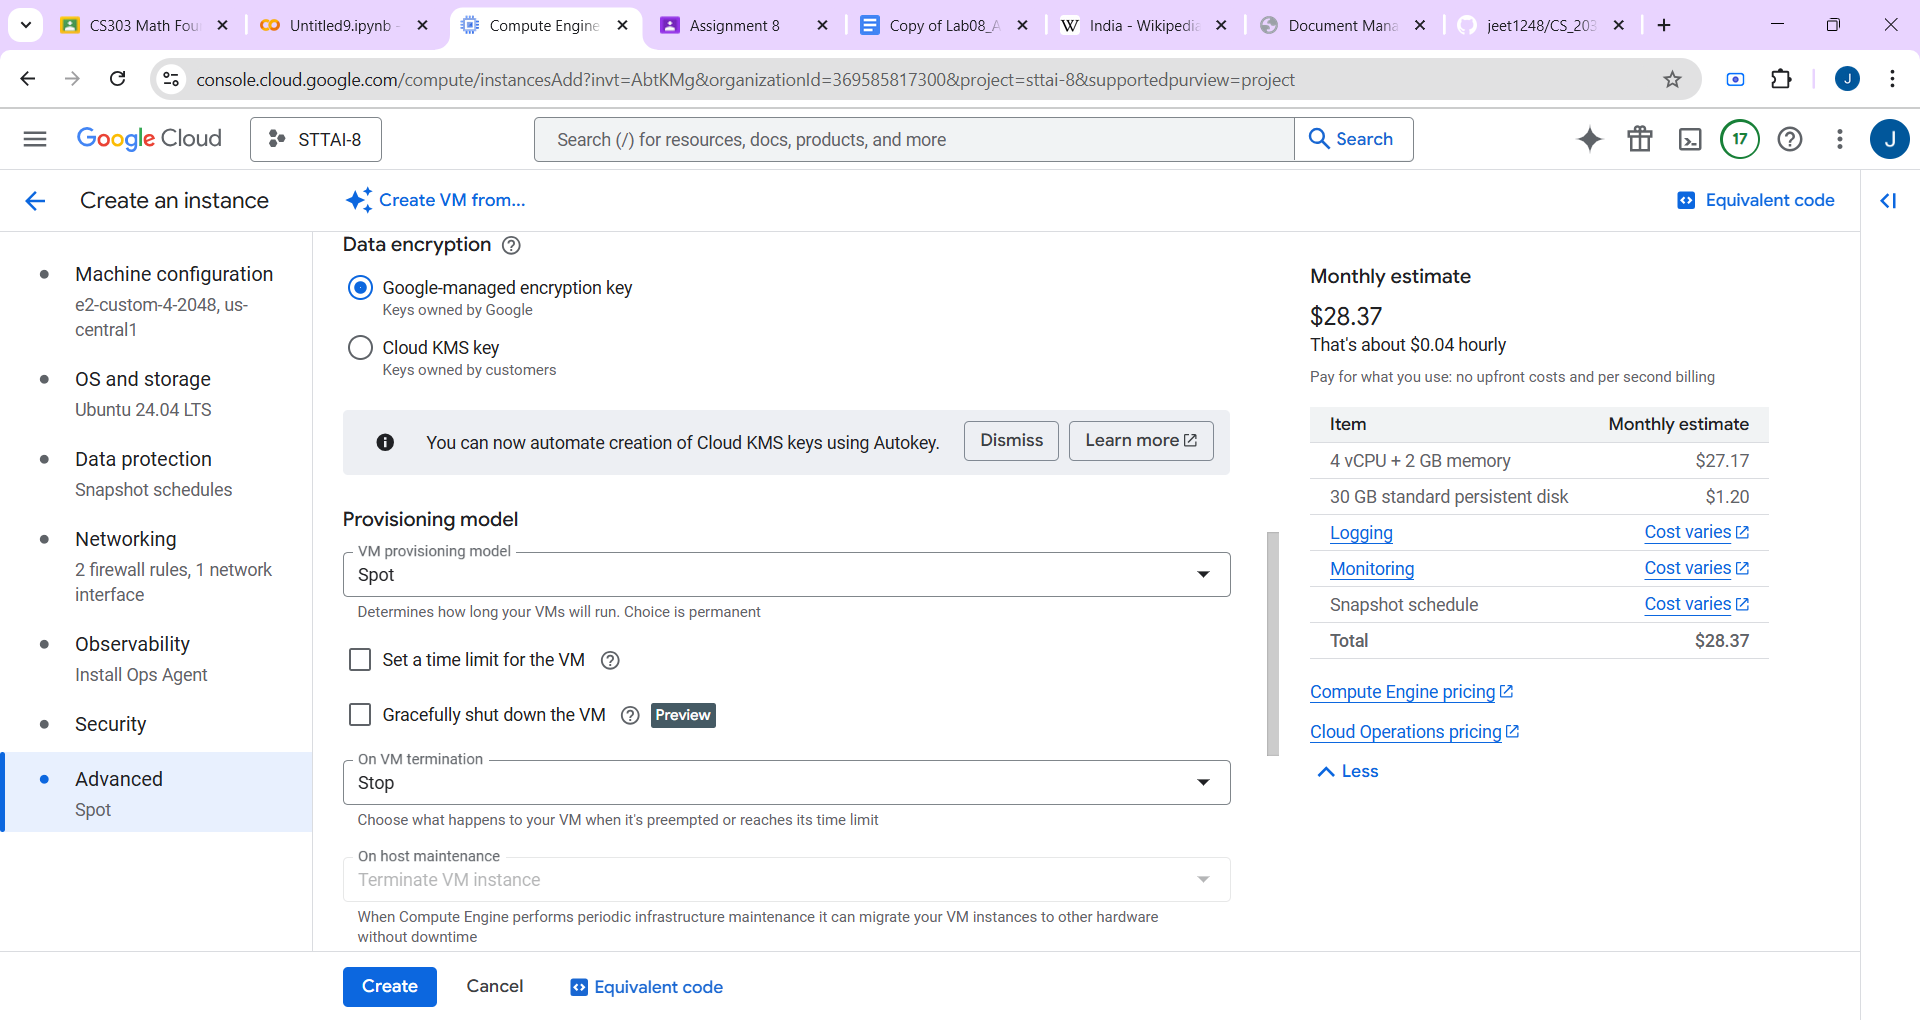 CS303 Math Fou
Untitled9.ipynb -
Compute Engine
Assignment 8
Copy of Lab08_A
India - Wikipedia
Document Mana
jeet1248/CS_203
console.cloud.google.com/compute/instancesAdd?invt=AbtKMg&organizationId=369585817300&project=sttai-8&supportedpurview=project
J
Google Cloud
STTAI-8
Search (/) for resources, docs, products, and more
Search
17
J
Create an instance
Create VM from...
Equivalent code
Machine configuration
e2-custom-4-2048, us-
central1
OS and storage
Ubuntu 24.04 LTS
Data protection
Snapshot schedules
Networking
2 firewall rules, 1 network
interface
Observability
Install Ops Agent
Security
Advanced
Spot
Data encryption
Google-managed encryption key
Keys owned by Google
Cloud KMS key
Keys owned by customers
You can now automate creation of Cloud KMS keys using Autokey.
Dismiss
Learn more
Provisioning model
VM provisioning model
Spot
Determines how long your VMs will run. Choice is permanent
Set a time limit for the VM
Gracefully shut down the VM
Preview
On VM termination
Stop
Choose what happens to your VM when it's preempted or reaches its time limit
On host maintenance
Terminate VM instance
When Compute Engine performs periodic infrastructure maintenance it can migrate your VM instances to other hardware
without downtime
Monthly estimate
$28.37
That's about $0.04 hourly
Pay for what you use: no upfront costs and per second billing
Item Monthly estimate
4 vCPU + 2 GB memory $27.17
30 GB standard persistent disk $1.20
Logging Cost varies
Monitoring Cost varies
Snapshot schedule Cost varies
Total $28.37
Compute Engine pricing
Cloud Operations pricing
Less
Create
Cancel
Equivalent code